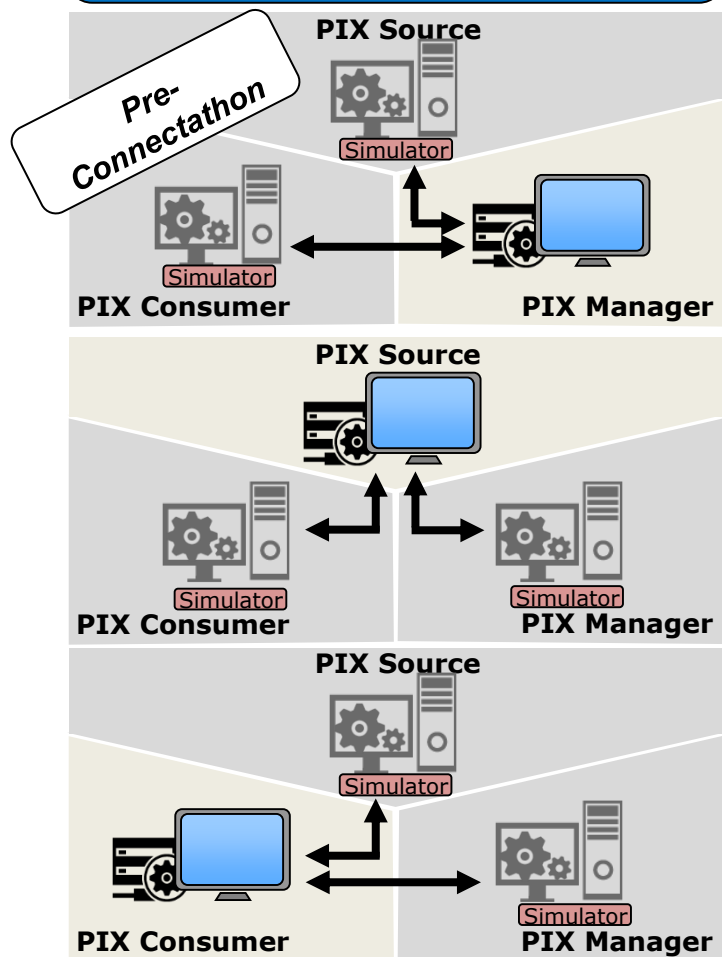 PIX Source
Pre-
Connectathon
Simulator
Simulator
PIX Consumer
PIX Manager
PIX Source
Simulator
Simulator
PIX Consumer
PIX Manager
PIX Source
Simulator
Simulator
PIX Consumer
PIX Manager